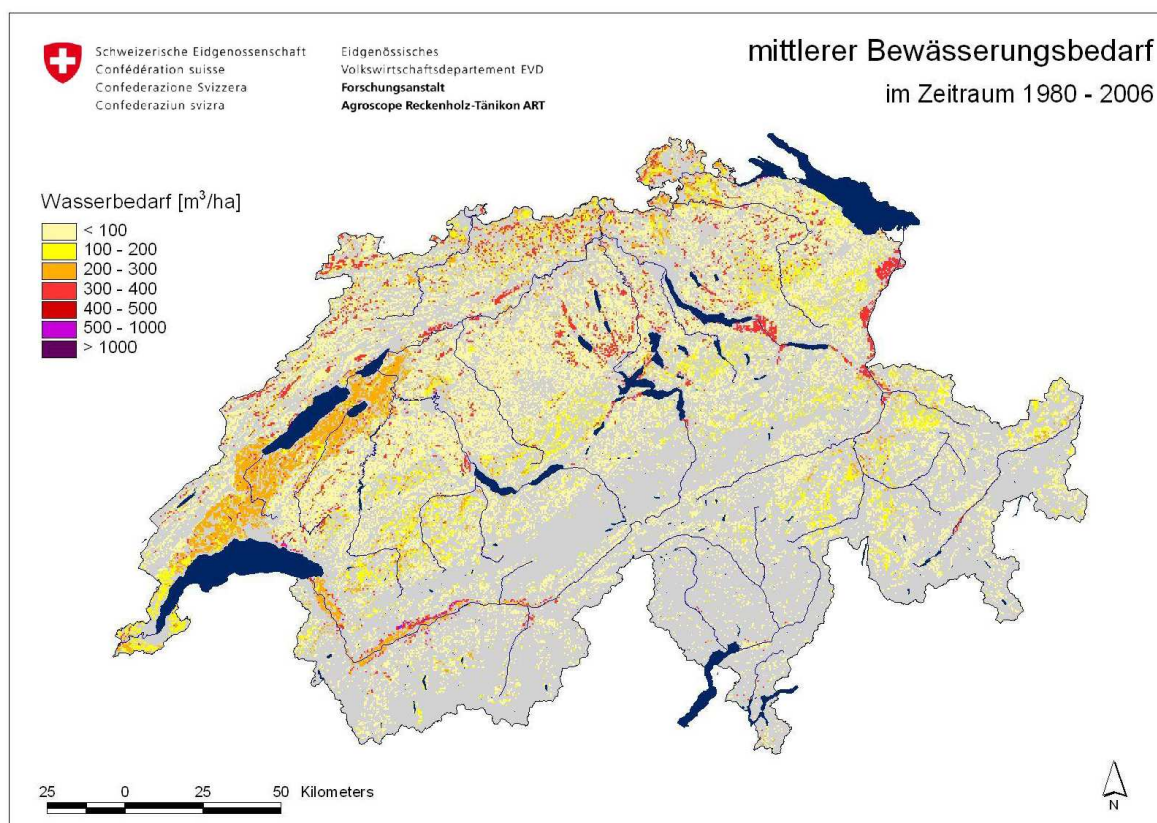 Schweizerische Eidgenossenschaft
Confédération suisse
Confederazione Svizzera
Confederaziun svizra
Eidgenössisches
Volkswirtschaftsdepartement EVD
Forschungsanstalt
Agroscope Reckenholz-Tänikon ART
mittlerer Bewässerungsbedarf
im Zeitraum 1980 - 2006
Wasserbedarf [m³/ha]
< 100
100 - 200
200 - 300
300 - 400
400 - 500
500 - 1000
> 1000
25 0 25 50 Kilometers
N